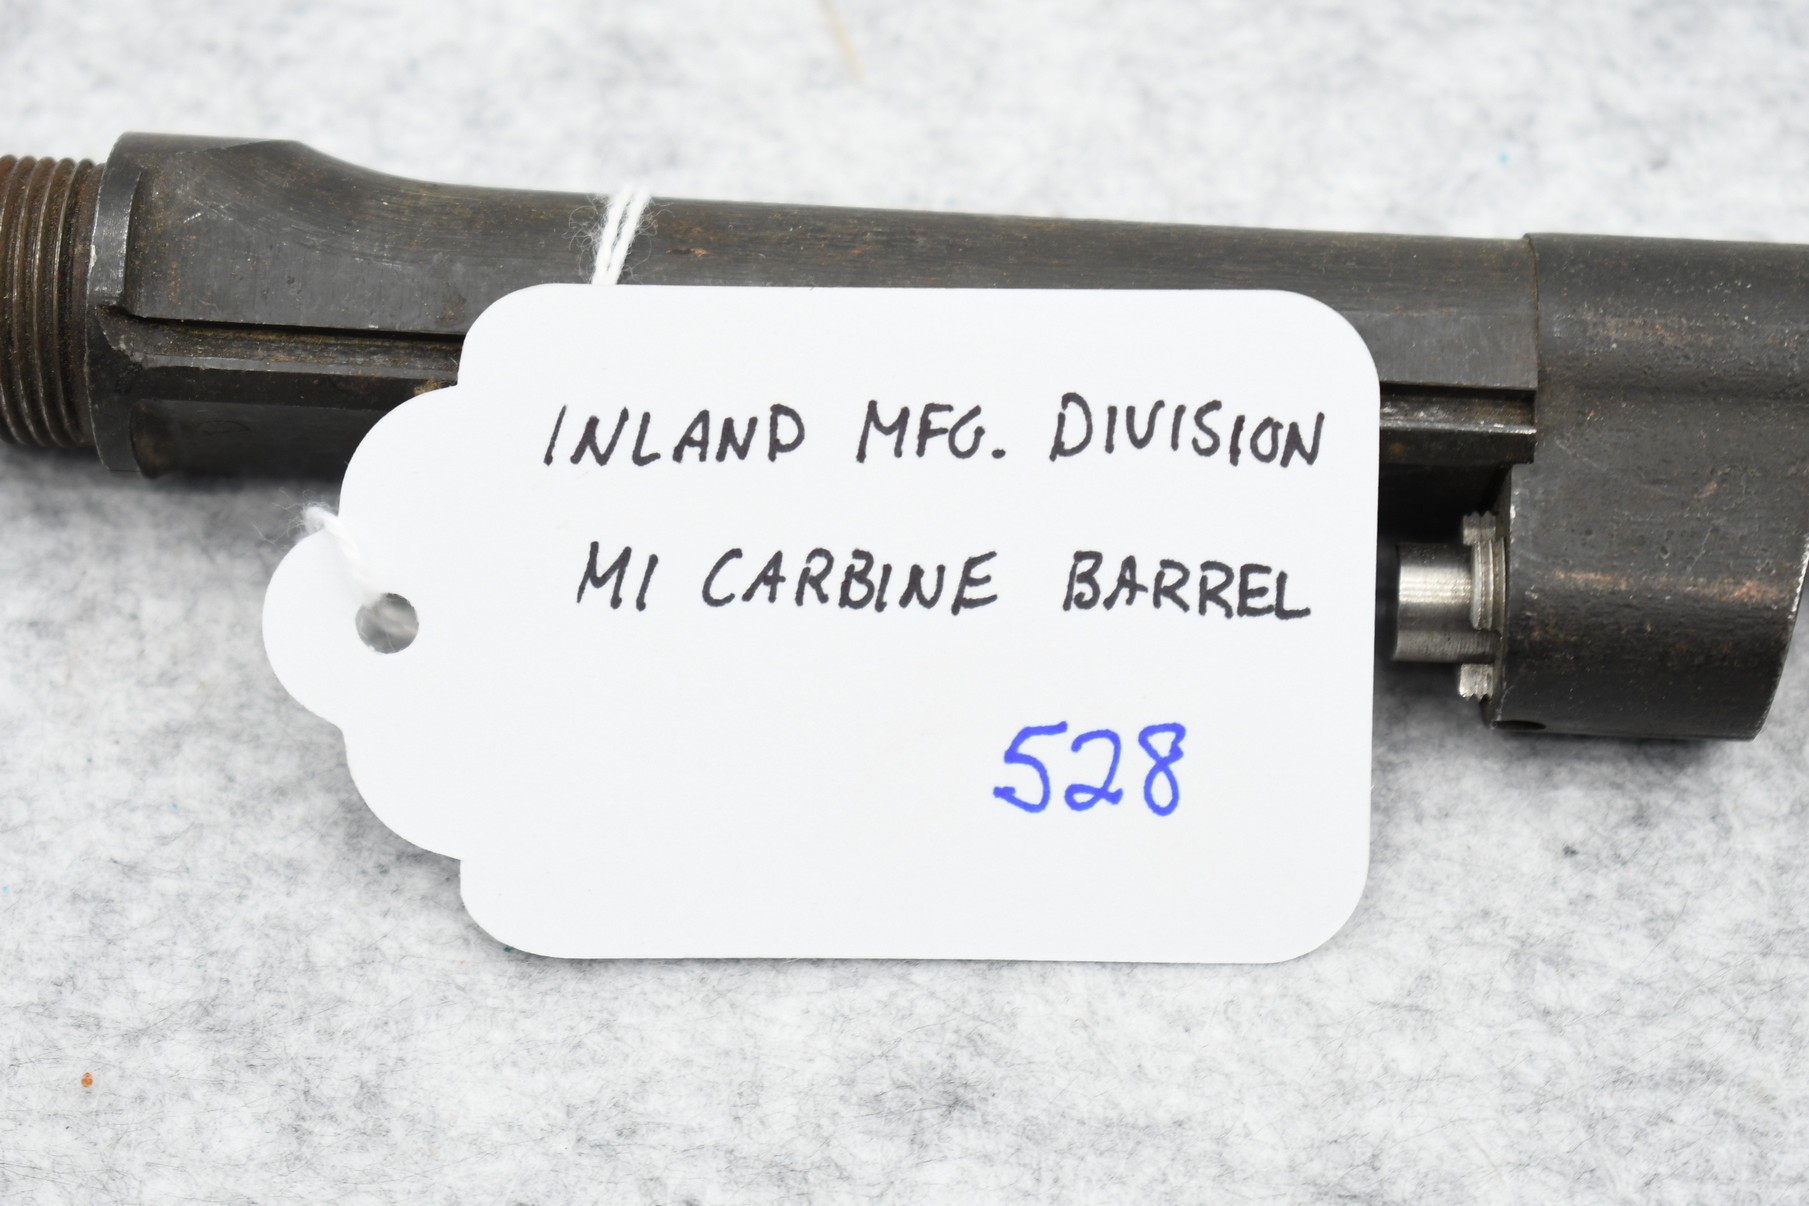 INLAND MFG. DIVISION
M1 CARBINE BARREL
528